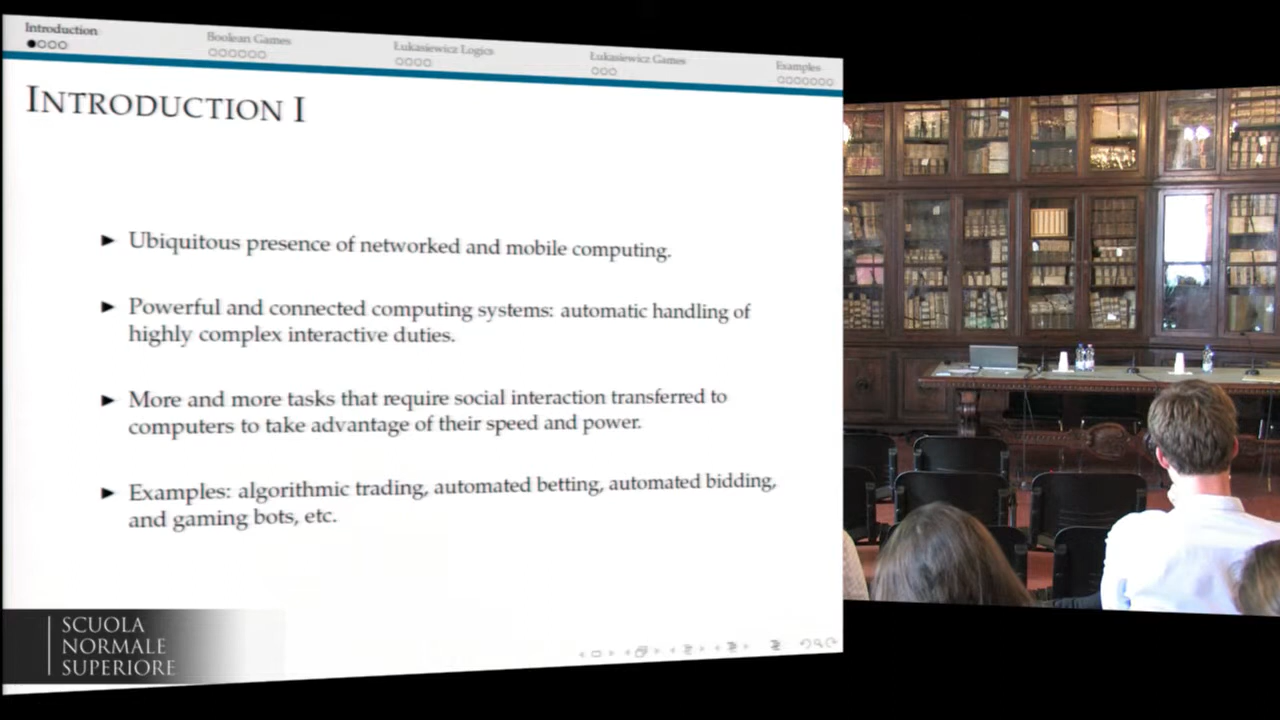 Introduction
Boolean Games
Łukasiewicz Logics
Łukasiewicz Games
Examples
INTRODUCTION I
► Ubiquitous presence of networked and mobile computing.
► Powerful and connected computing systems: automatic handling of
highly complex interactive duties.
► More and more tasks that require social interaction transferred to
computers to take advantage of their speed and power.
► Examples: algorithmic trading, automated betting, automated bidding,
and gaming bots, etc.
SCUOLA
NORMALE
SUPERIORE